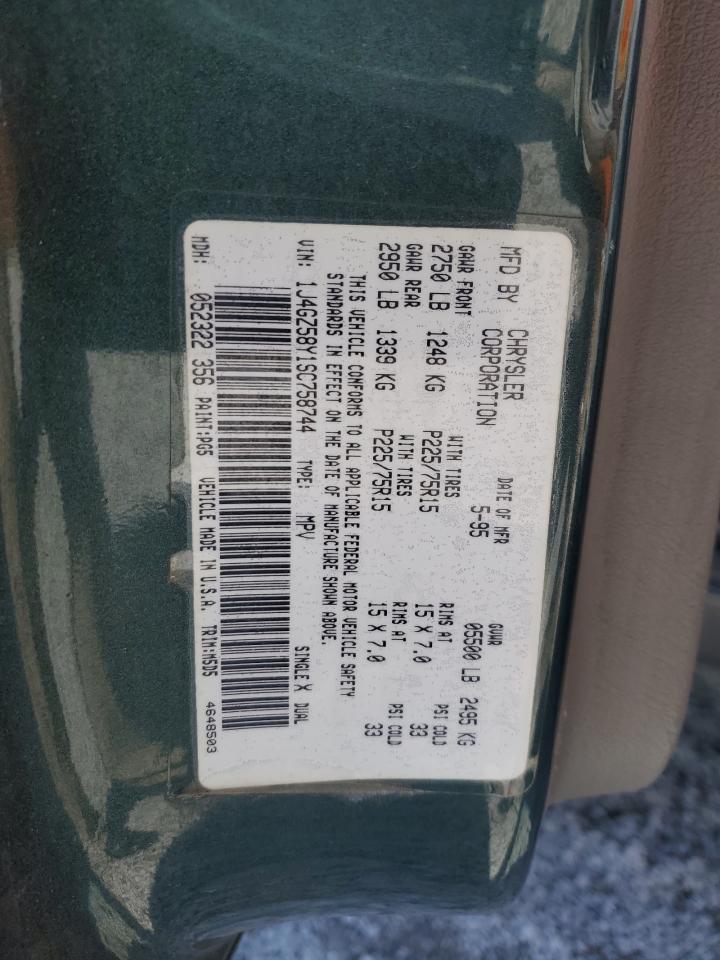 MFD BY CHRYSLER CORPORATION DATE OF MFR 5-95 GVWR 05500 LB 2495 KG
GAWR FRONT WITH TIRES RIMS AT PSI COLD
2750 LB 1248 KG P225/75R15 15 X 7.0 33
GAWR REAR WITH TIRES RIMS AT PSI COLD
2950 LB 1339 KG P225/75R15 15 X 7.0 33
THIS VEHICLE CONFORMS TO ALL APPLICABLE FEDERAL MOTOR VEHICLE SAFETY
STANDARDS IN EFFECT ON THE DATE OF MANUFACTURE SHOWN ABOVE.
VIN: 1J4GZ58Y1SC758744 TYPE: MPV SINGLE X DUAL
MDH: 052322 356 PAINT:PG5 VEHICLE MADE IN U.S.A. TRIM:M5D5 4648503